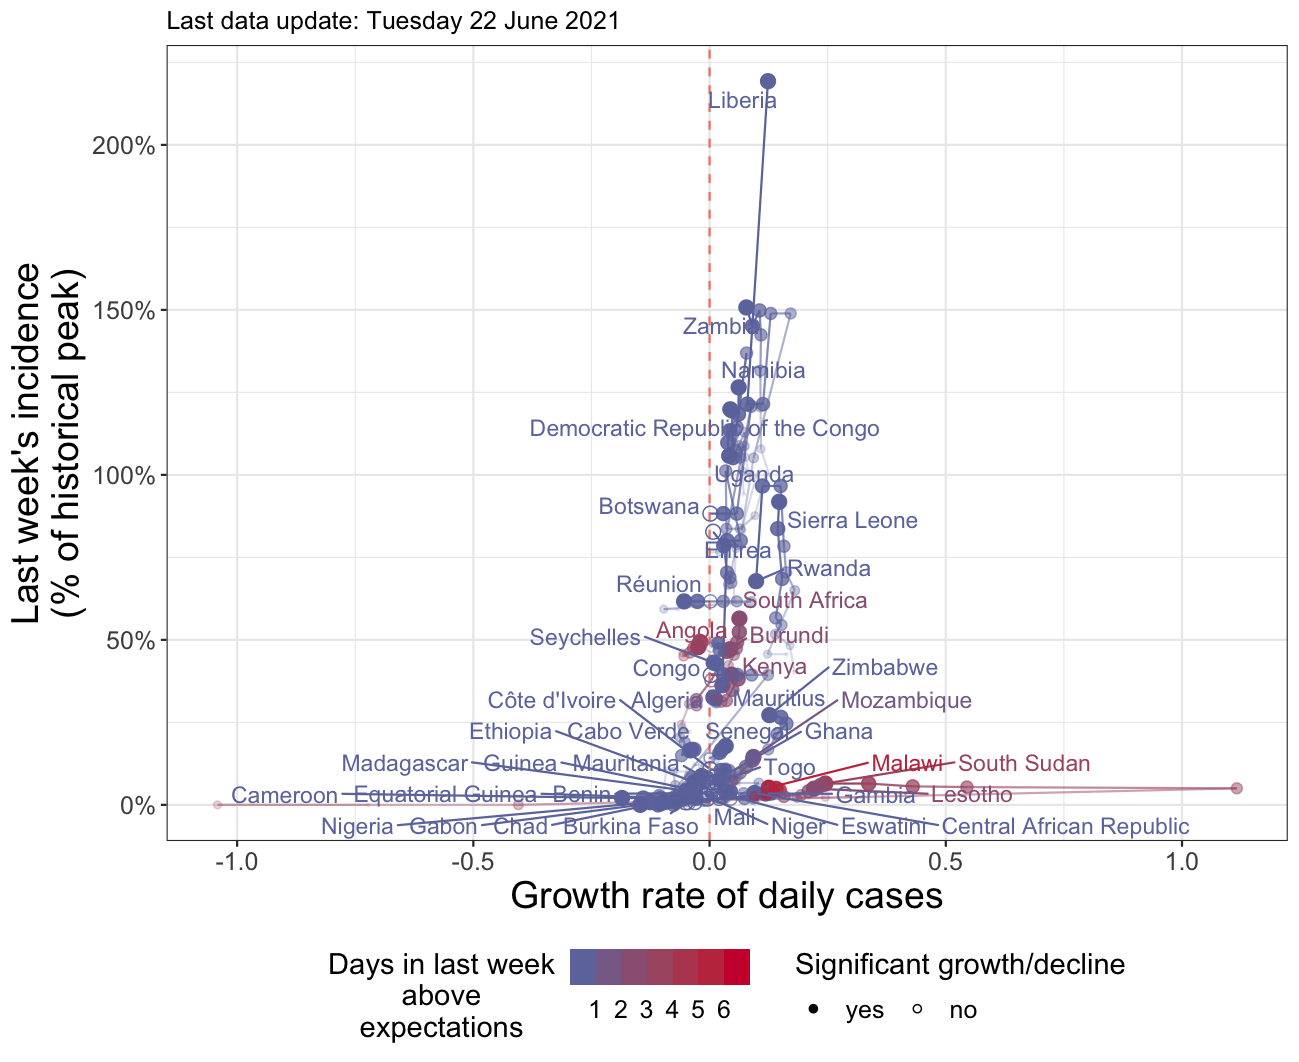 Last data update: Tuesday 22 June 2021
Last week's incidence
(% of historical peak)
200%
150%
100%
50%
0%
Liberia
Zambia
Namibia
Democratic Republic of the Congo
Uganda
Botswana
Sierra Leone
Eritrea
Rwanda
Réunion
South Africa
Angola
Burundi
Seychelles
Congo
Kenya
Zimbabwe
Côte d'Ivoire
Algeria
Mauritius
Mozambique
Ethiopia
Cabo Verde
Senegal
Ghana
Madagascar
Guinea
Mauritania
Togo
Malawi
South Sudan
Cameroon
Equatorial Guinea
Benin
Gambia
Lesotho
Nigeria
Gabon
Chad
Burkina Faso
Mali
Niger
Eswatini
Central African Republic
-1.0
-0.5
0.0
0.5
1.0
Growth rate of daily cases
Days in last week
above
expectations
1 2 3 4 5 6
Significant growth/decline
yes
no